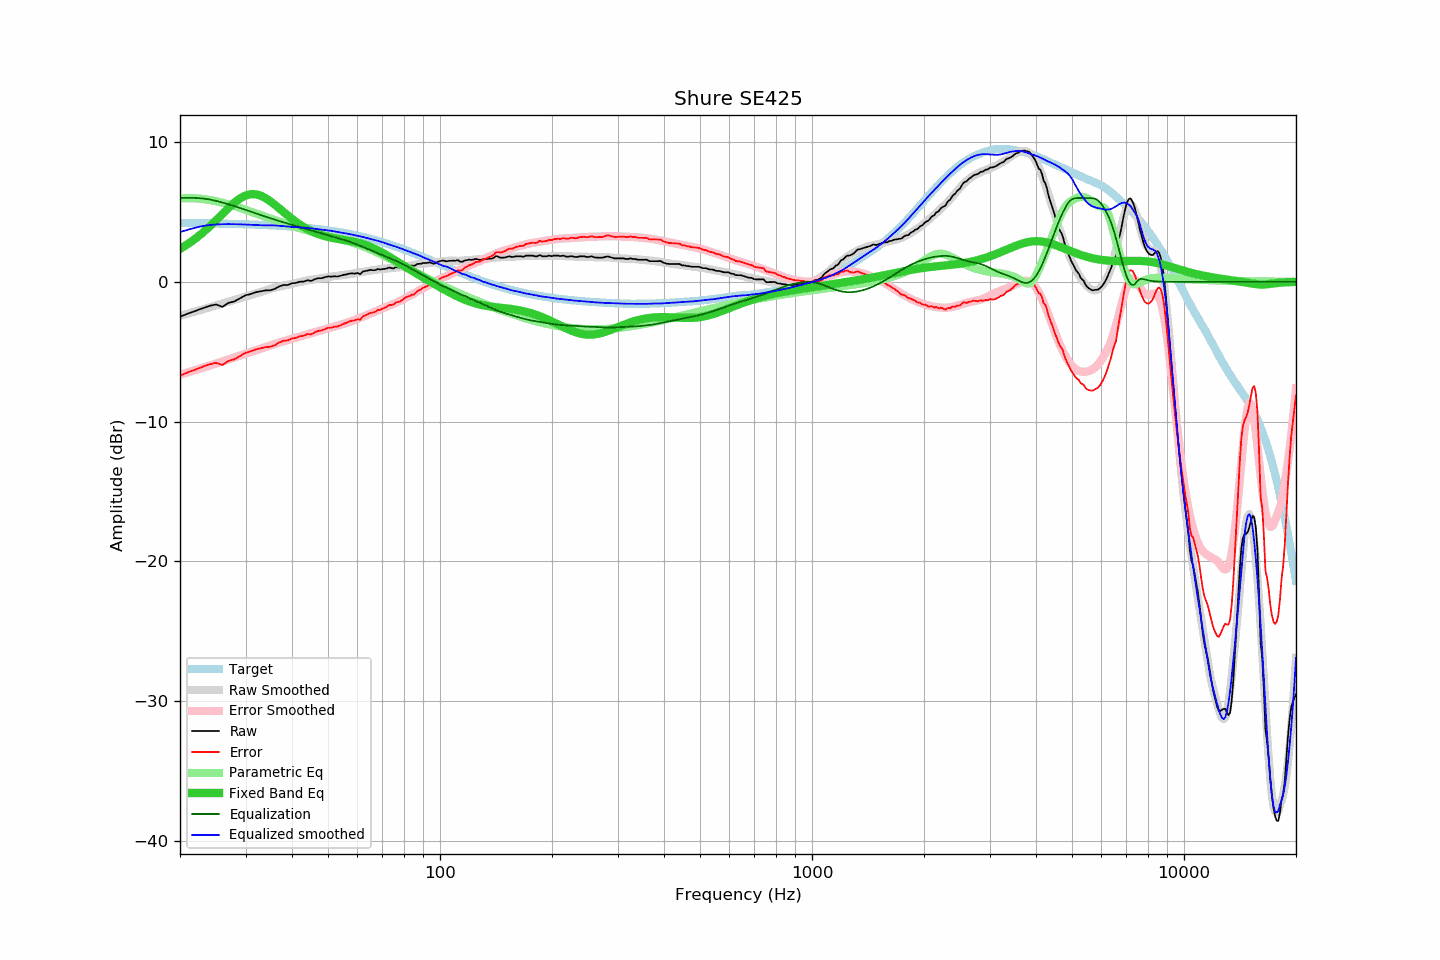 Shure SE425
Amplitude (dBr)
10
0
−10
−20
−30
−40
Target
Raw Smoothed
Error Smoothed
Raw
Error
Parametric Eq
Fixed Band Eq
Equalization
Equalized smoothed
100
1000
10000
Frequency (Hz)